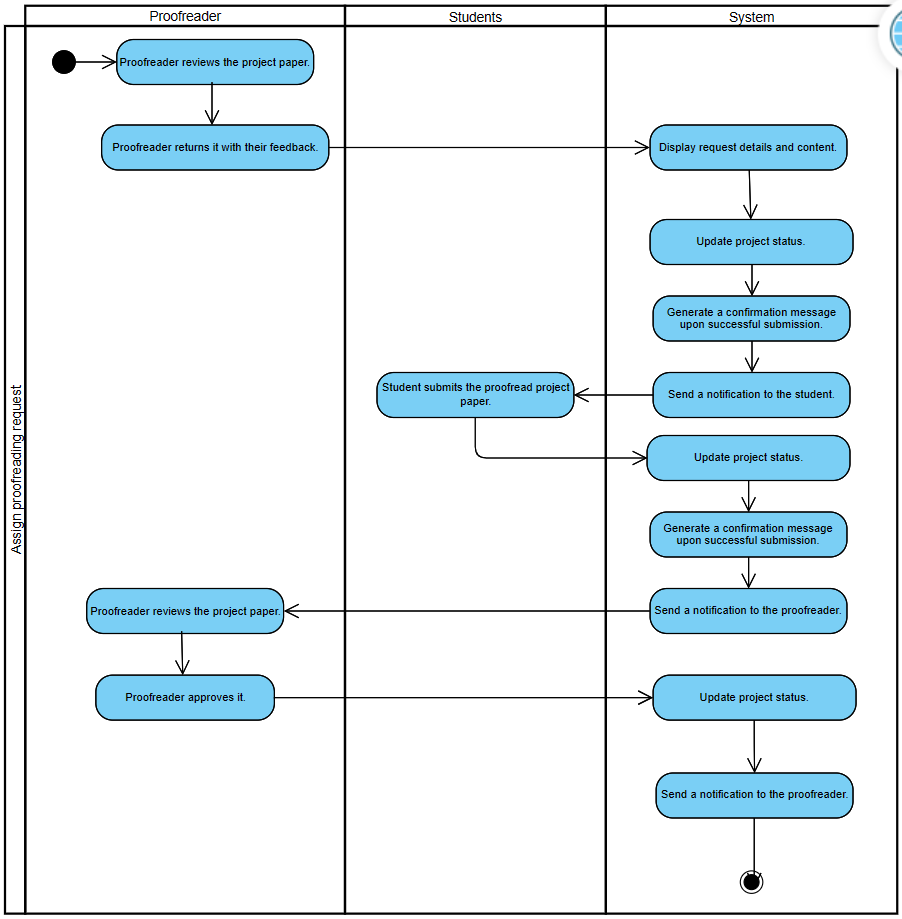 Proofreader
Students
System
Assign proofreading request
Proofreader reviews the project paper.
Proofreader returns it with their feedback.
Display request details and content.
Update project status.
Generate a confirmation message
upon successful submission.
Send a notification to the student.
Student submits the proofread project
paper.
Update project status.
Generate a confirmation message
upon successful submission.
Send a notification to the proofreader.
Proofreader reviews the project paper.
Proofreader approves it.
Update project status.
Send a notification to the proofreader.